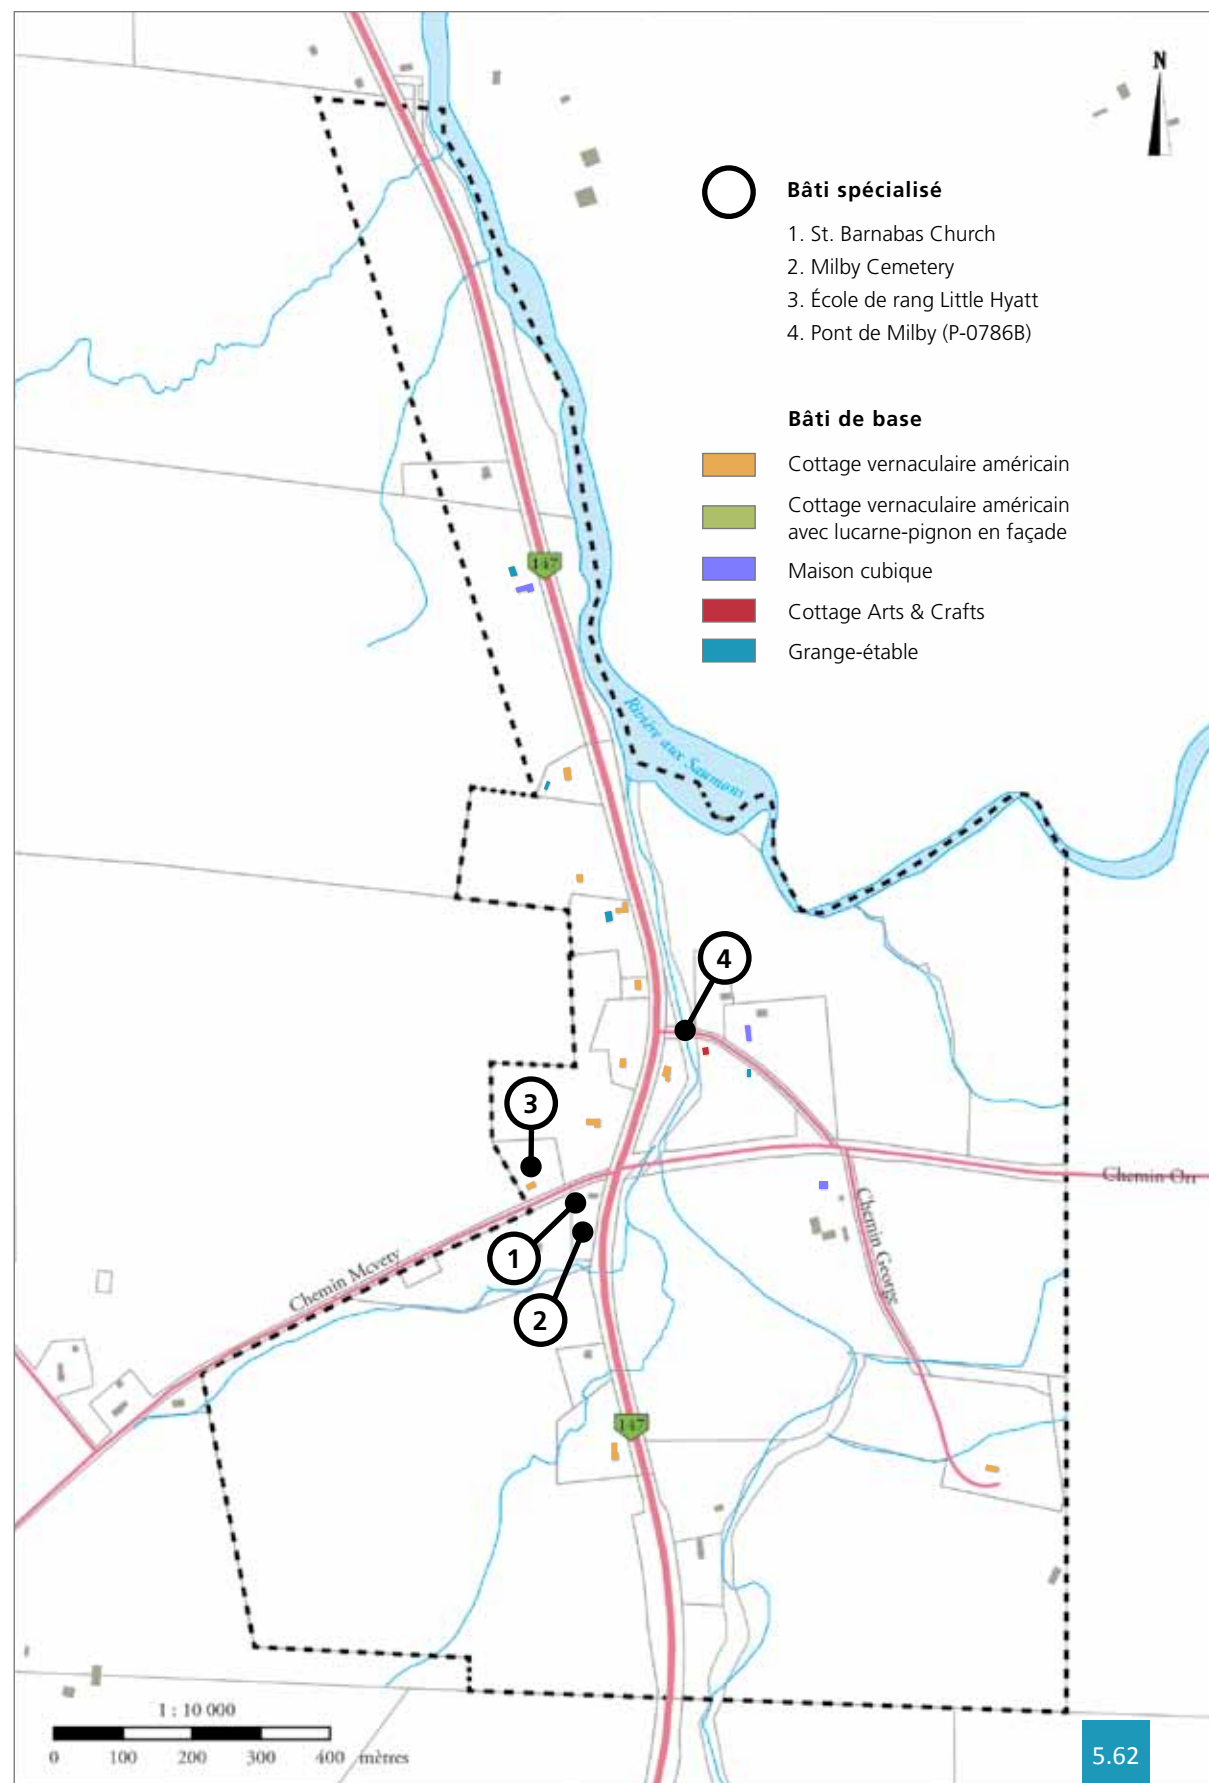 N
Bâti spécialisé
1. St. Barnabas Church
2. Milby Cemetery
3. École de rang Little Hyatt
4. Pont de Milby (P-0786B)
Bâti de base
Cottage vernaculaire américain
Cottage vernaculaire américain
avec lucarne-pignon en façade
Maison cubique
Cottage Arts & Crafts
Grange-étable
147
Rivière aux Saumons
4
3
Chemin Orr
1
Chemin George
Chemin Mcvety
2
147
1 : 10 000
0 100 200 300 400 mètres
5.62